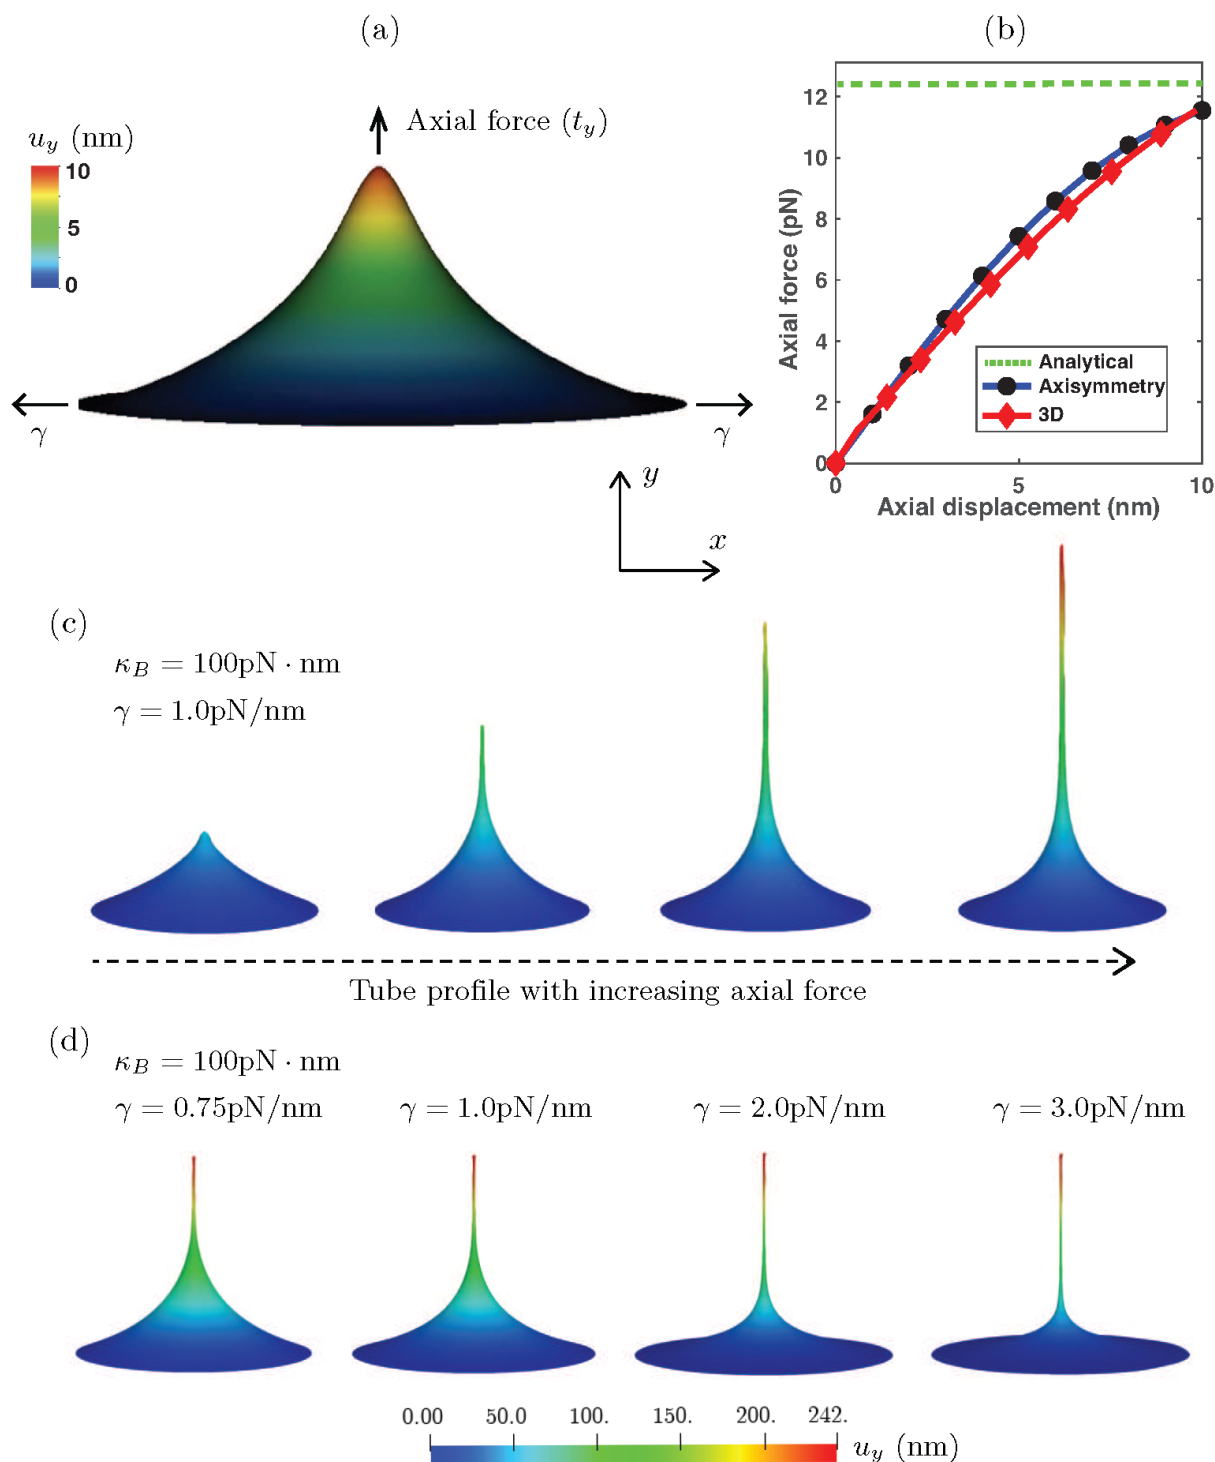 (a)
(b)
u_y (nm)
10
5
0
Axial force (t_y)
γ
γ
y
x
12
10
8
6
4
2
0
Axial force (pN)
Analytical
Axisymmetry
3D
0
5
10
Axial displacement (nm)
(c)
κ_B = 100pN · nm
γ = 1.0pN/nm
Tube profile with increasing axial force
(d)
κ_B = 100pN · nm
γ = 0.75pN/nm
γ = 1.0pN/nm
γ = 2.0pN/nm
γ = 3.0pN/nm
0.00 50.0 100. 150. 200. 242.
u_y (nm)